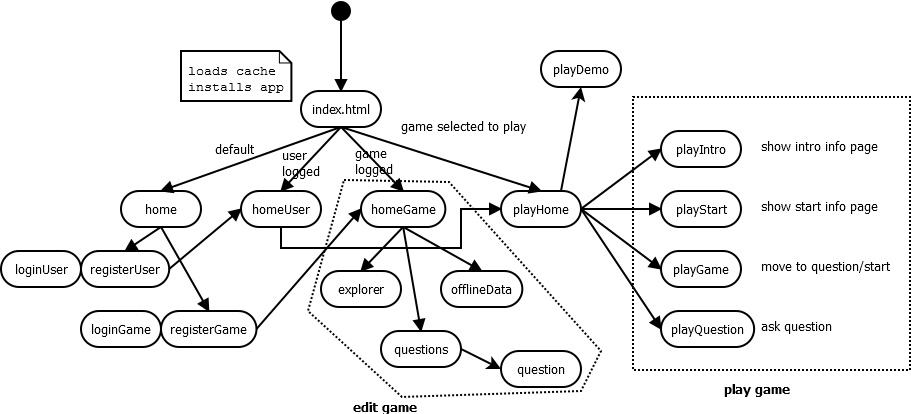 loads cache
installs app
playDemo
index.html
game selected to play
default
user
logged
game
logged
playIntro
show intro info page
home
homeUser
homeGame
playHome
playStart
show start info page
loginUser
registerUser
explorer
offlineData
playGame
move to question/start
loginGame
registerGame
questions
playQuestion
ask question
question
play game
edit game